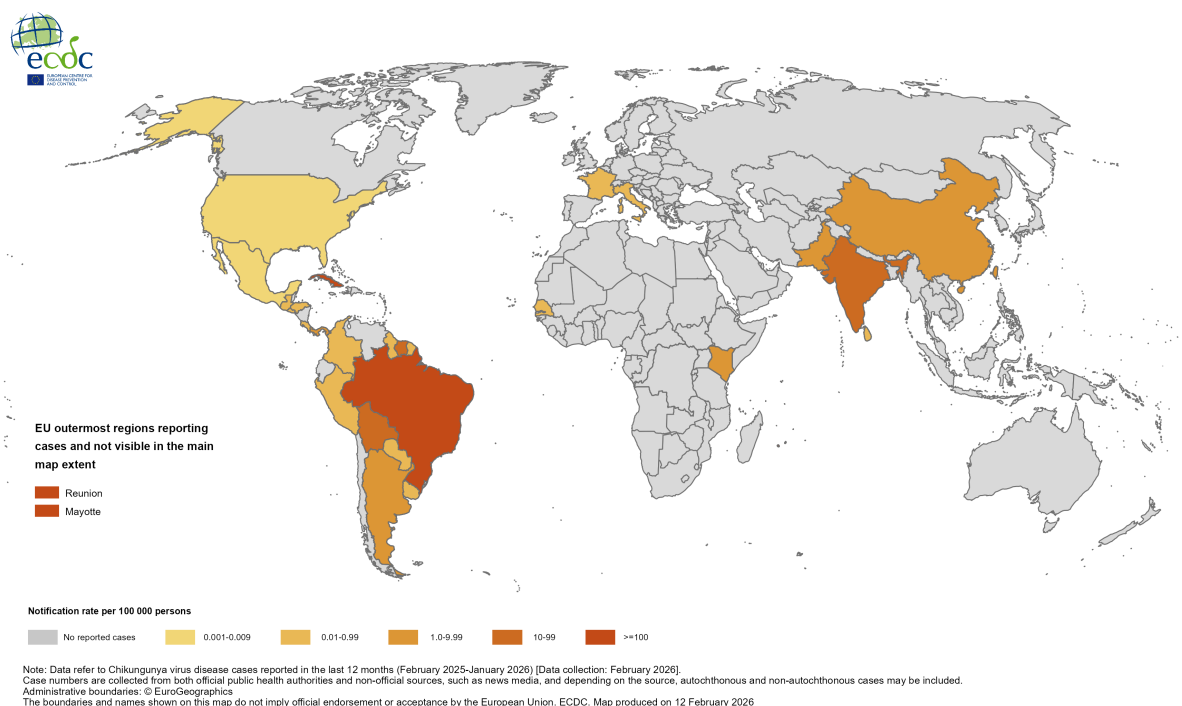 ecdc
EUROPEAN CENTRE FOR
DISEASE PREVENTION
AND CONTROL
EU outermost regions reporting
cases and not visible in the main
map extent
Reunion
Mayotte
Notification rate per 100 000 persons
No reported cases
0.001-0.009
0.01-0.99
1.0-9.99
10-99
>=100
Note: Data refer to Chikungunya virus disease cases reported in the last 12 months (February 2025-January 2026) [Data collection: February 2026].
Case numbers are collected from both official public health authorities and non-official sources, such as news media, and depending on the source, autochthonous and non-autochthonous cases may be included.
Administrative boundaries: © EuroGeographics
The boundaries and names shown on this map do not imply official endorsement or acceptance by the European Union. ECDC. Map produced on 12 February 2026